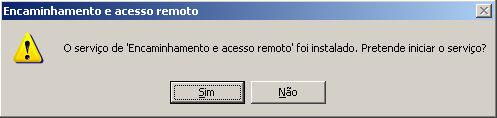 Encaminhamento e acesso remoto
O serviço de 'Encaminhamento e acesso remoto' foi instalado. Pretende iniciar o serviço?
Sim
Não